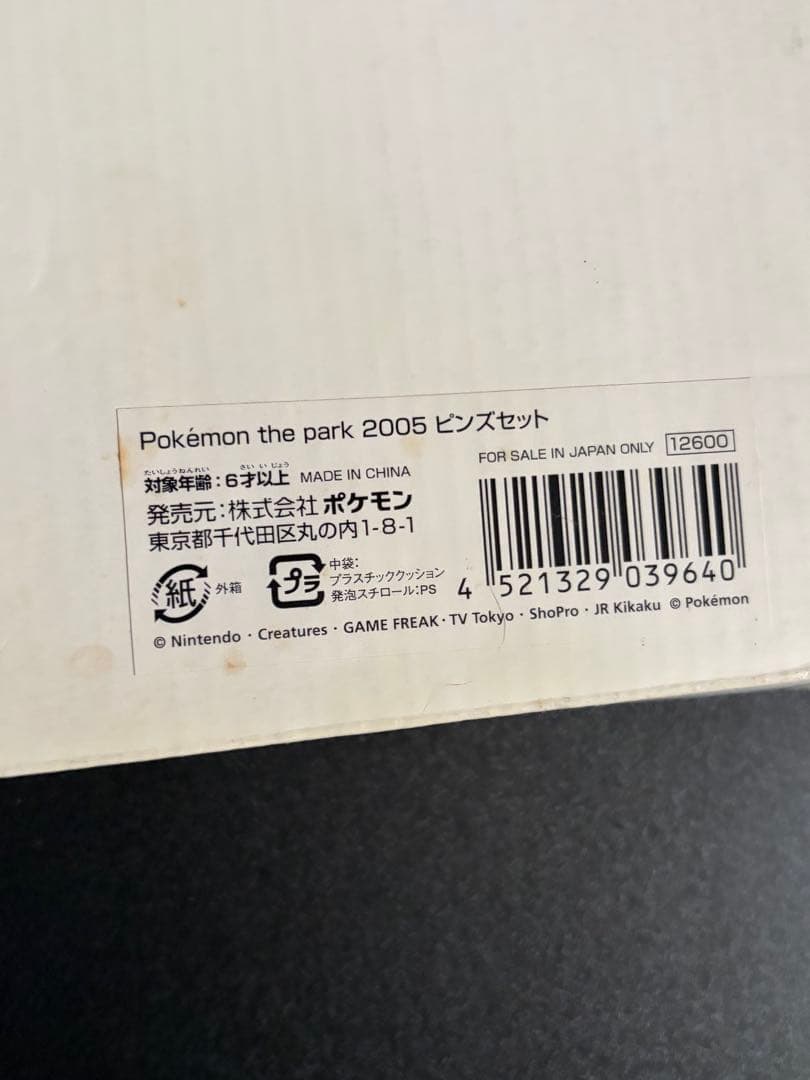 Pokémon the park 2005 ピンズセット
FOR SALE IN JAPAN ONLY 12600
たいしょうねんれい さい いじょう
対象年齢:6才以上 MADE IN CHINA
発売元:株式会社 ポケモン
東京都千代田区丸の内1-8-1
紙 外箱
プラ 中袋:
プラスチッククッション
発泡スチロール:PS
4 521329 039640
© Nintendo・Creatures・GAME FREAK・TV Tokyo・ShoPro・JR Kikaku © Pokémon